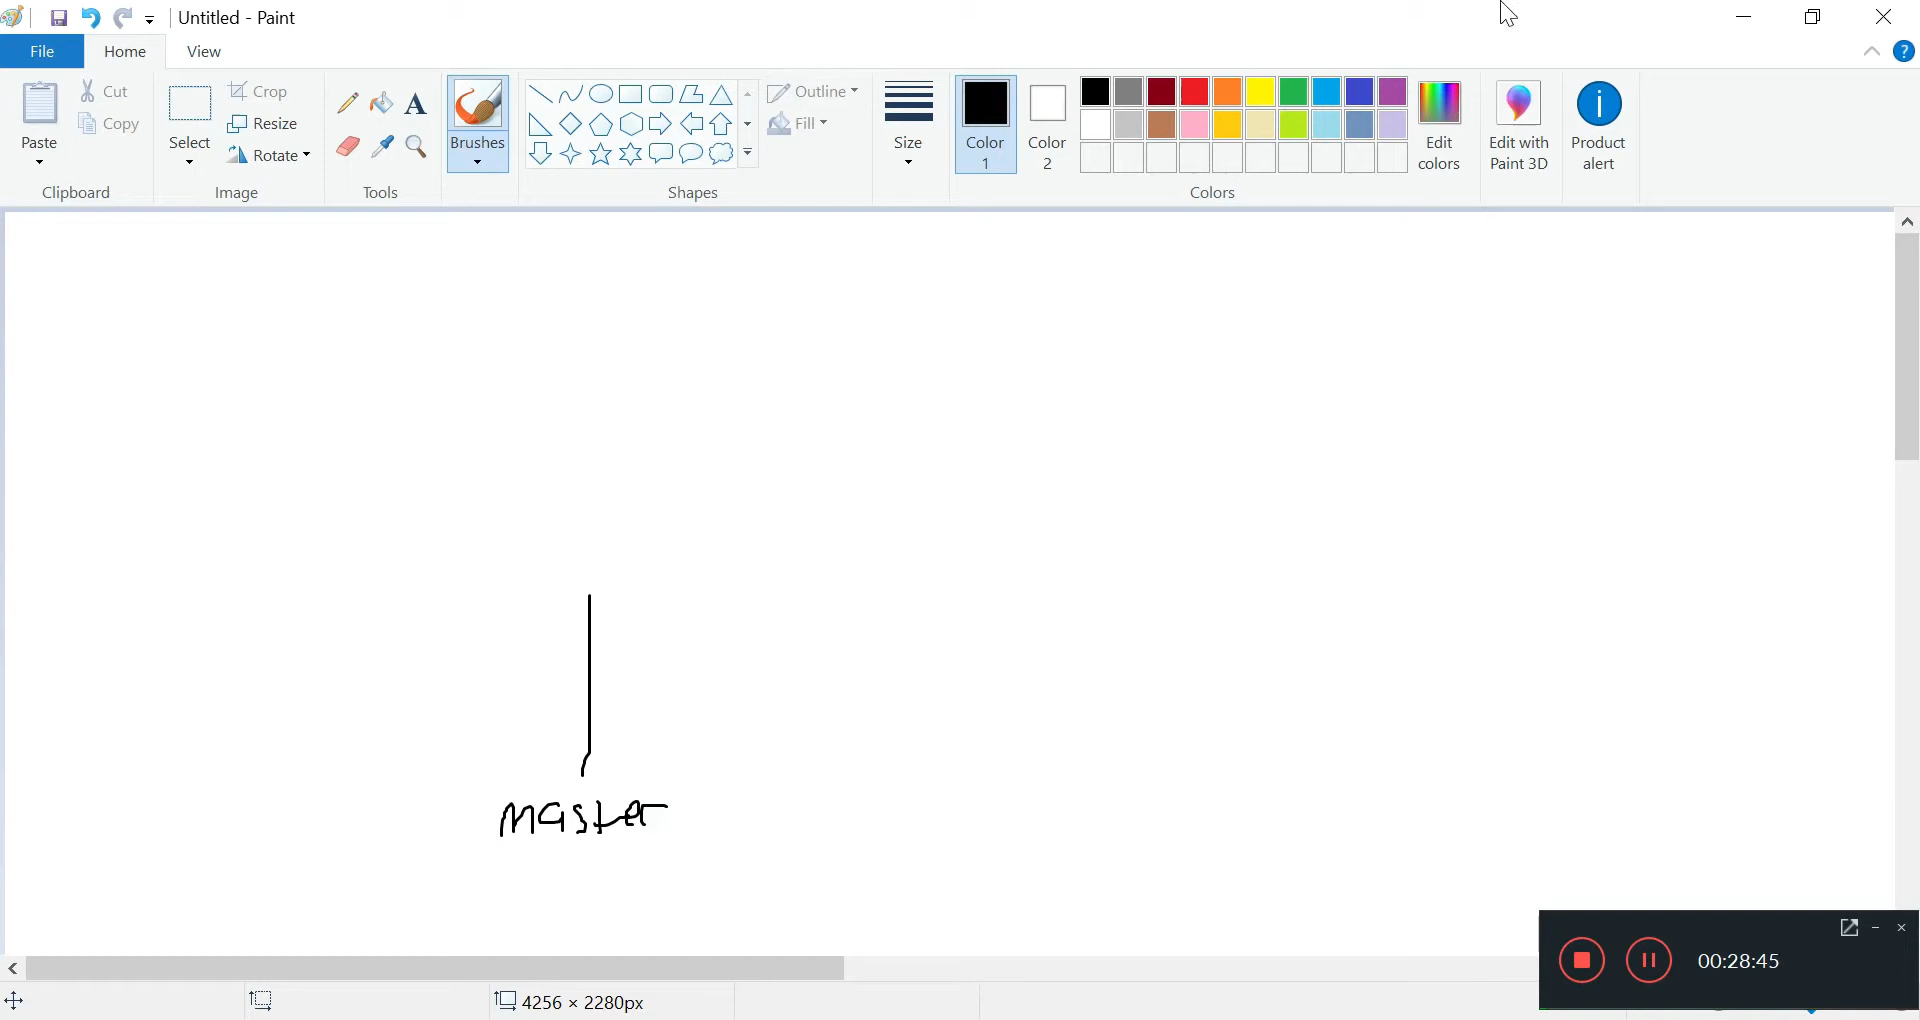 Untitled - Paint
File
Home
View
?
Paste
Cut
Copy
Clipboard
Select
Crop
Resize
Rotate
Image
A
Tools
Brushes
Outline
Fill
Shapes
Size
Color 1
Color 2
Edit colors
Colors
Edit with Paint 3D
Product alert
master
00:28:45
4256 × 2280px